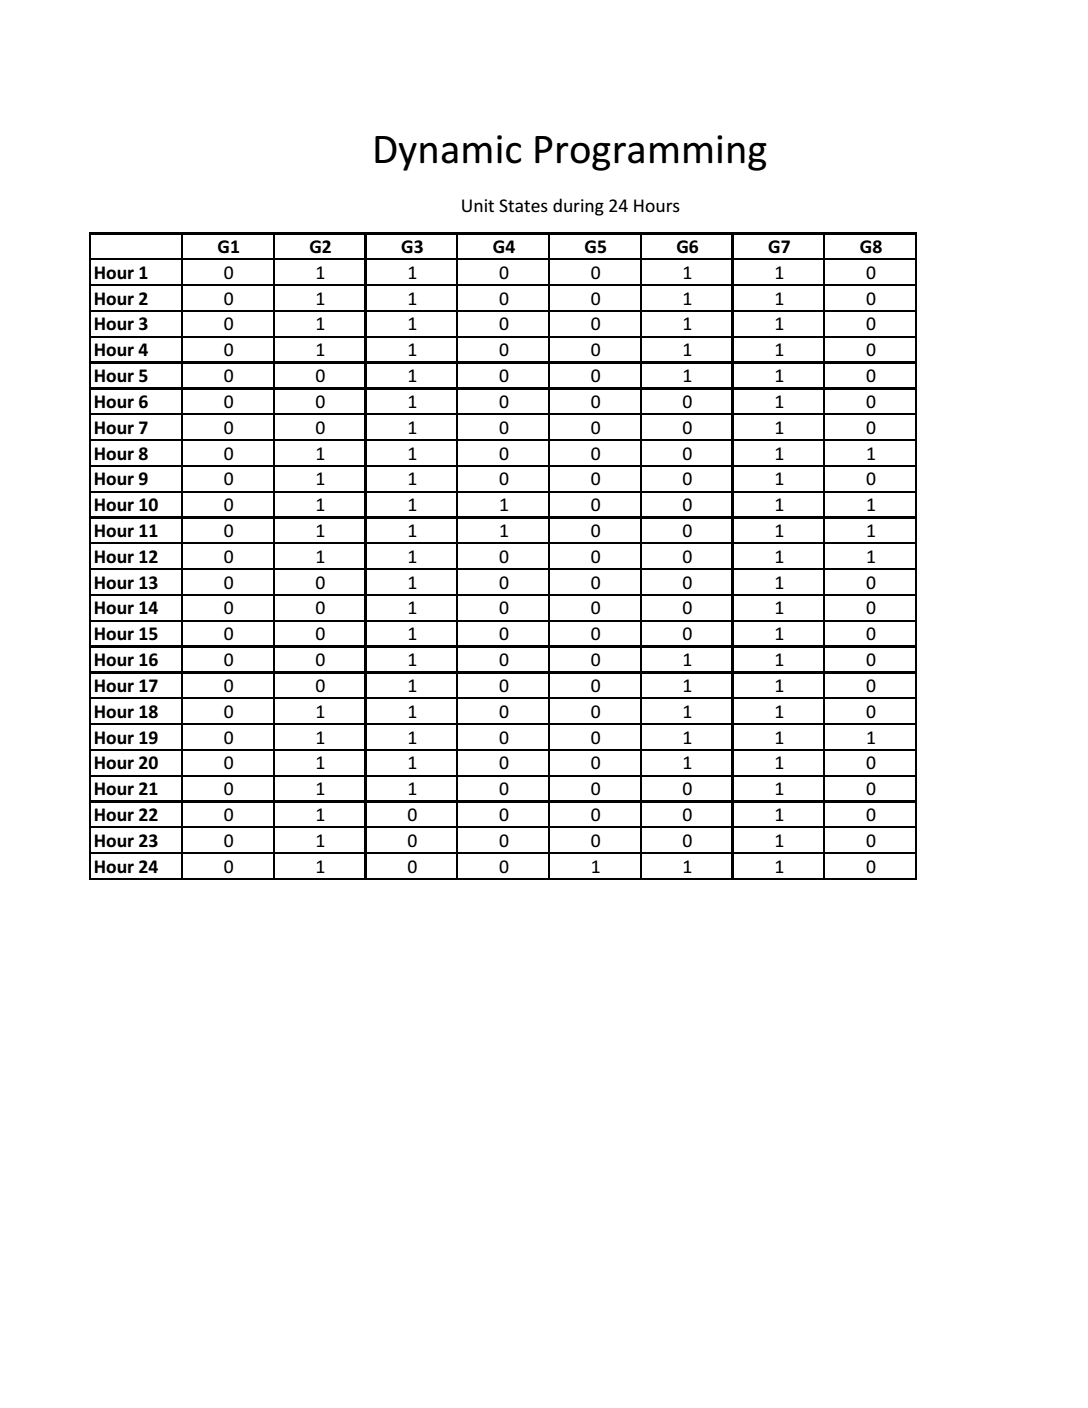 Dynamic Programming
Unit States during 24 Hours
G1 G2 G3 G4 G5 G6 G7 G8
Hour 1 0 1 1 0 0 1 1 0
Hour 2 0 1 1 0 0 1 1 0
Hour 3 0 1 1 0 0 1 1 0
Hour 4 0 1 1 0 0 1 1 0
Hour 5 0 0 1 0 0 1 1 0
Hour 6 0 0 1 0 0 0 1 0
Hour 7 0 0 1 0 0 0 1 0
Hour 8 0 1 1 0 0 0 1 1
Hour 9 0 1 1 0 0 0 1 0
Hour 10 0 1 1 1 0 0 1 1
Hour 11 0 1 1 1 0 0 1 1
Hour 12 0 1 1 0 0 0 1 1
Hour 13 0 0 1 0 0 0 1 0
Hour 14 0 0 1 0 0 0 1 0
Hour 15 0 0 1 0 0 0 1 0
Hour 16 0 0 1 0 0 1 1 0
Hour 17 0 0 1 0 0 1 1 0
Hour 18 0 1 1 0 0 1 1 0
Hour 19 0 1 1 0 0 1 1 1
Hour 20 0 1 1 0 0 1 1 0
Hour 21 0 1 1 0 0 0 1 0
Hour 22 0 1 0 0 0 0 1 0
Hour 23 0 1 0 0 0 0 1 0
Hour 24 0 1 0 0 1 1 1 0